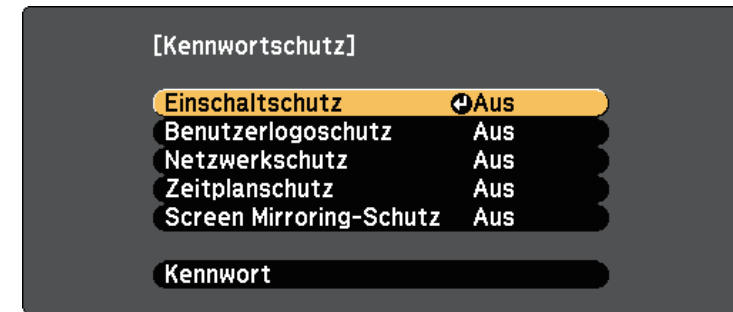 [Kennwortschutz]
Einschaltschutz Aus
Benutzerlogoschutz Aus
Netzwerkschutz Aus
Zeitplanschutz Aus
Screen Mirroring-Schutz Aus
Kennwort